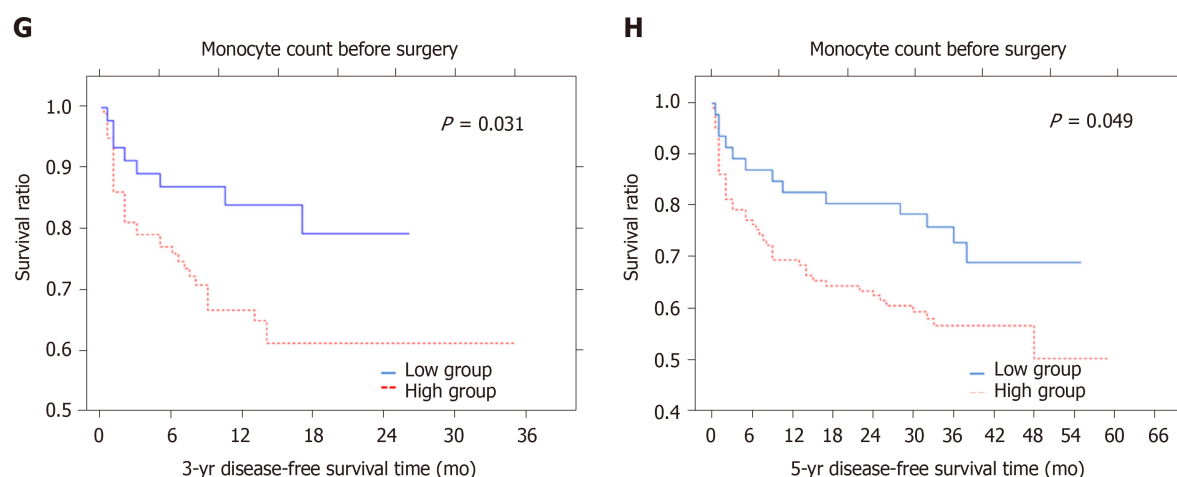 G
Monocyte count before surgery
P = 0.031
Survival ratio
1.0
0.9
0.8
0.7
0.6
0.5
Low group
High group
0 6 12 18 24 30 36
3-yr disease-free survival time (mo)
H
Monocyte count before surgery
P = 0.049
Survival ratio
1.0
0.9
0.8
0.7
0.6
0.5
0.4
Low group
High group
0 6 12 18 24 30 36 42 48 54 60 66
5-yr disease-free survival time (mo)